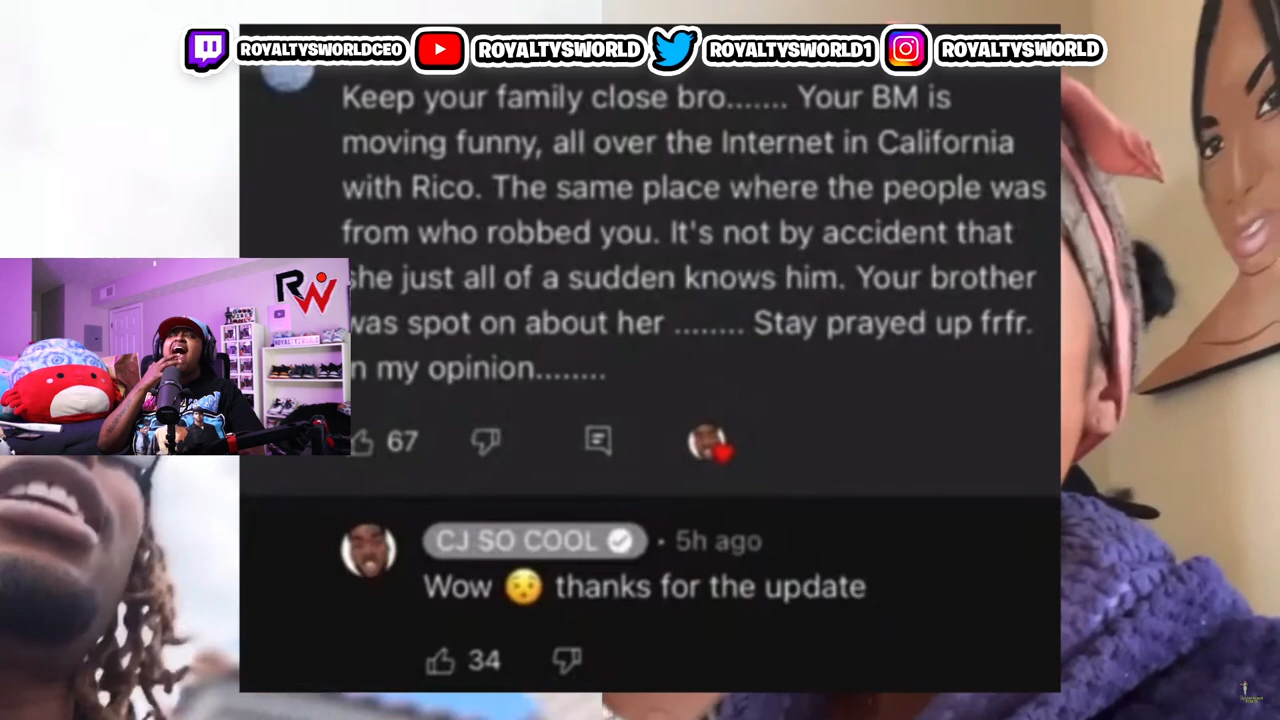 ROYALTYSWORLDCEO ROYALTYSWORLD ROYALTYSWORLD1 ROYALTYSWORLD
Keep your family close bro....... Your BM is
moving funny, all over the Internet in California
with Rico. The same place where the people was
from who robbed you. It's not by accident that
she just all of a sudden knows him. Your brother
was spot on about her ........ Stay prayed up frfr.
In my opinion........
67
CJ SO COOL • 5h ago
Wow 😧 thanks for the update
34
RW